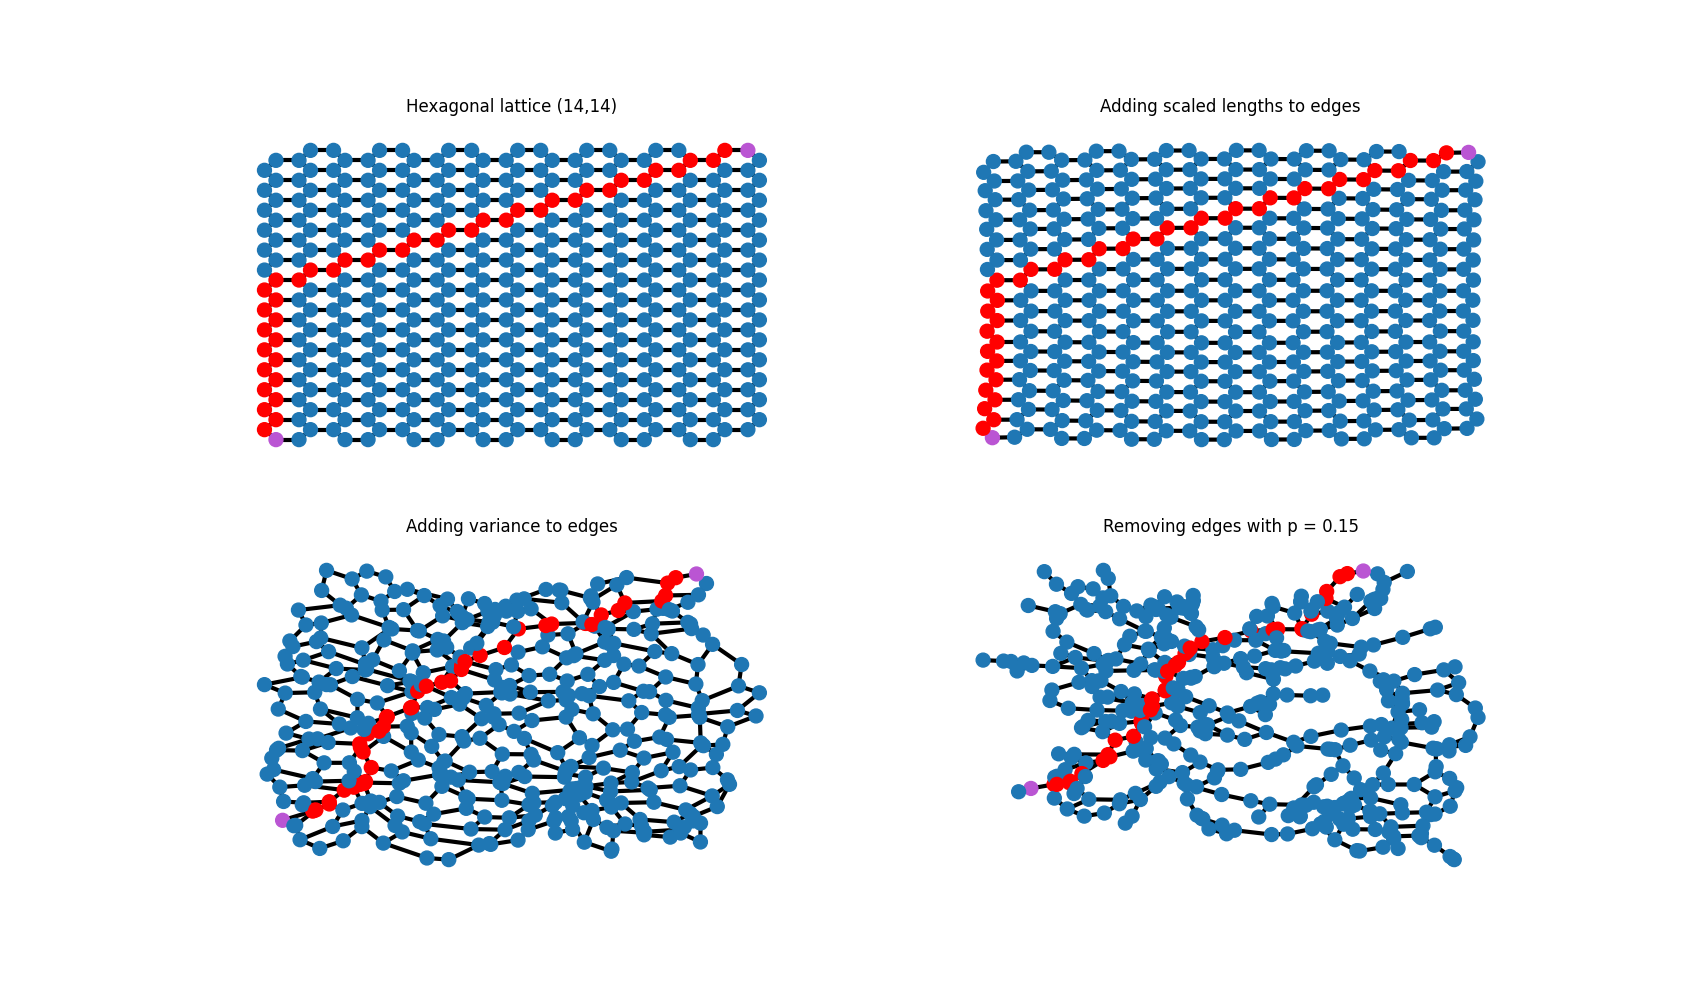 Hexagonal lattice (14,14)
Adding scaled lengths to edges
Adding variance to edges
Removing edges with p = 0.15